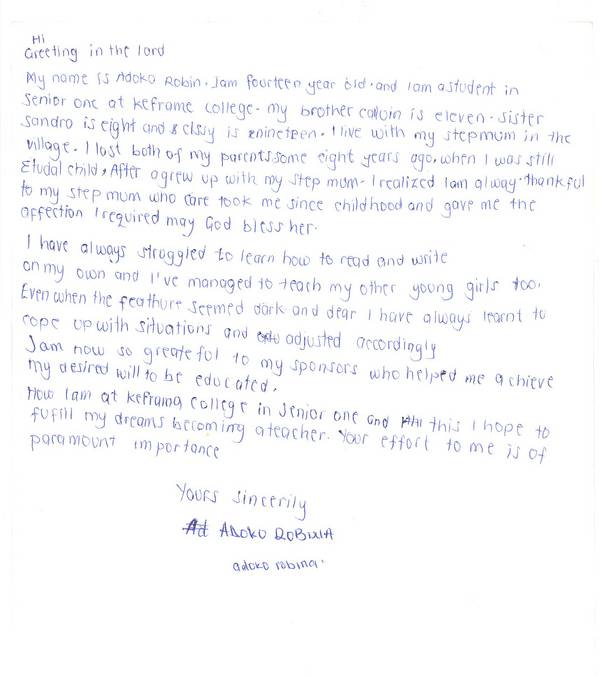 Hi
Greeting in the lord
My name is Adoko Robin. Iam fourteen year old. and Iam a student in
Senior one at Keframe college. my brother calvin is eleven. sister
sandra is eight and is nineteen. I live with my stepmum in the
village. I lost both of my parents some eight years ago, when I was still
child, After agrew up with my step mum. I realized Iam alway. thankful
to my step mum who care took me since childhood and gave me the
affection I required may God bless her.
I have always struggled to learn how to read and write
on my own and I've managed to teach my other young girls too.
Even when the feathure seemed dark and dear I have always learnt to
cope up with situations and adjusted accordingly
Iam now so greateful to my sponsors who helped me achieve
my desired will to be educated.
Now Iam at keframa college in Senior one and this I hope to
fufill my dreams becoming ateacher. Your effort to me is of
paramount importance
Yours sincerily
ADOKO ROBINA
adoko robina.